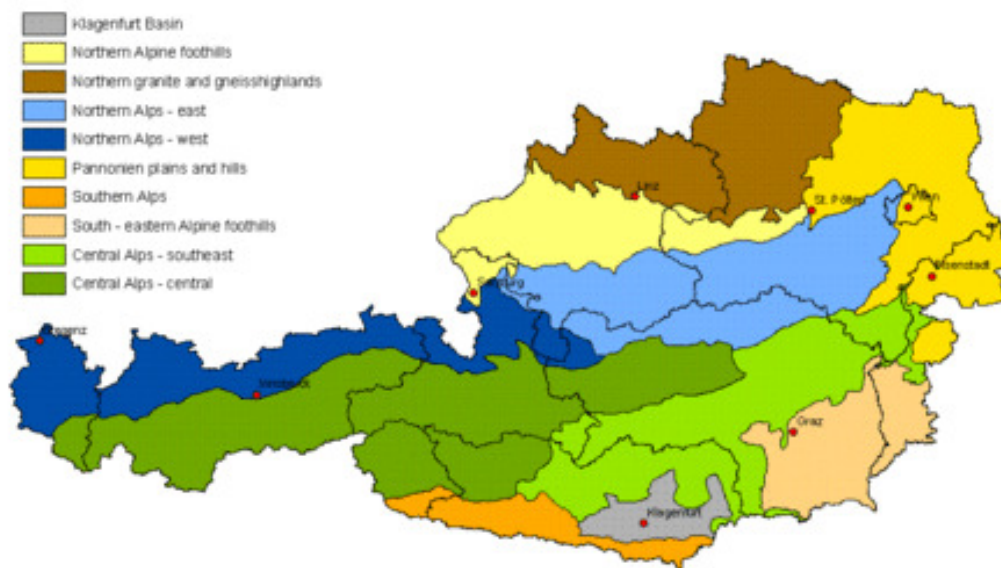 Klagenfurt Basin
Northern Alpine foothills
Northern granite and gneisshighlands
Northern Alps - east
Northern Alps - west
Pannonien plains and hills
Southern Alps
South - eastern Alpine foothills
Central Alps - southeast
Central Alps - central
Linz
St. Pölten
Wien
Eisenstadt
Salzburg
Bregenz
Innsbruck
Graz
Klagenfurt